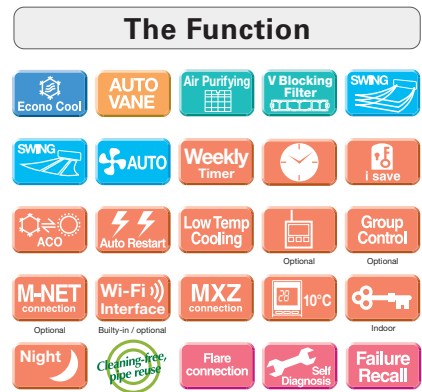 The Function
Econo Cool
AUTO
VANE
Air Purifying
V Blocking
Filter
SWING
SWING
AUTO
Weekly
Timer
i save
ACO
Auto Restart
Low Temp
Cooling
Optional
Group
Control
Optional
M-NET
connection
Optional
Wi-Fi
Interface
Builty-in / optional
MXZ
connection
28
10°C
Indoor
Night
Cleaning-free,
pipe reuse
Flare
connection
Self
Diagnosis
Failure
Recall